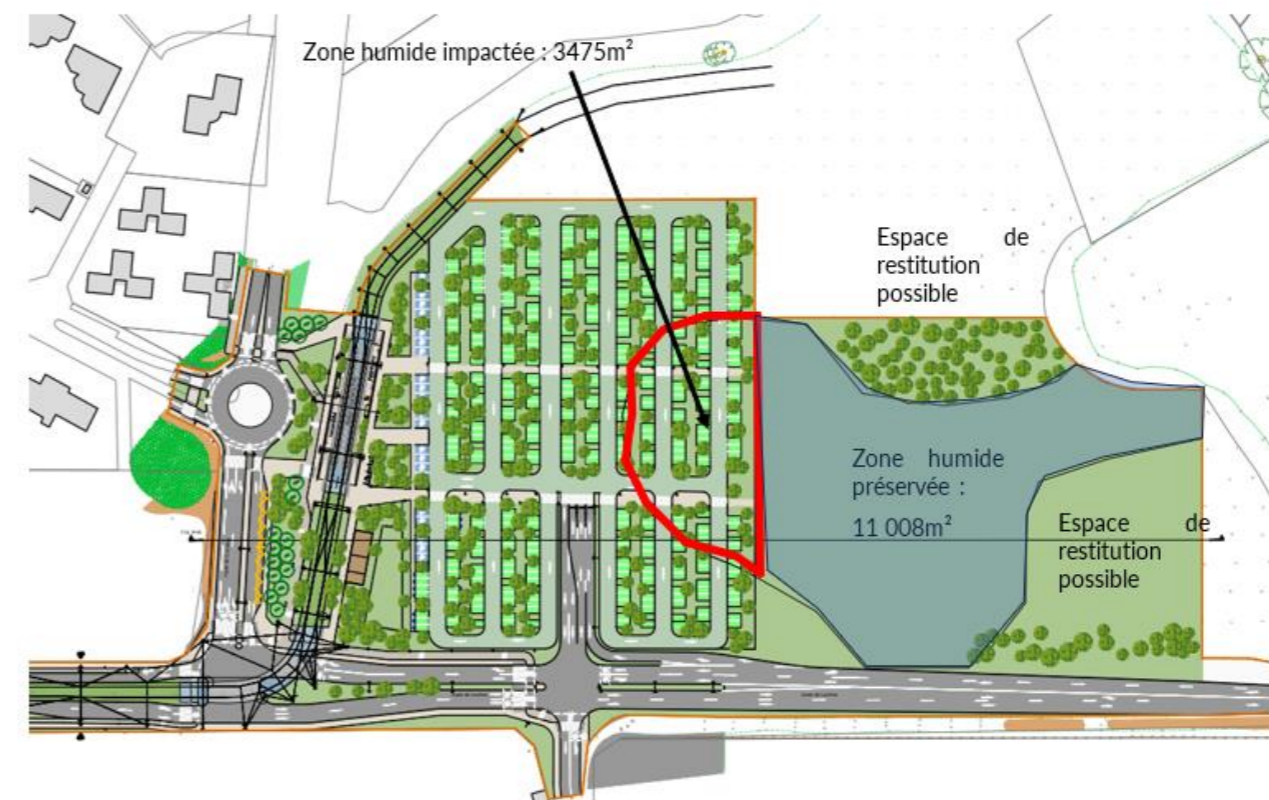 Zone humide impactée : 3475m²
Espace de
restitution
possible
Zone humide
préservée :
11 008m²
Espace de
restitution
possible